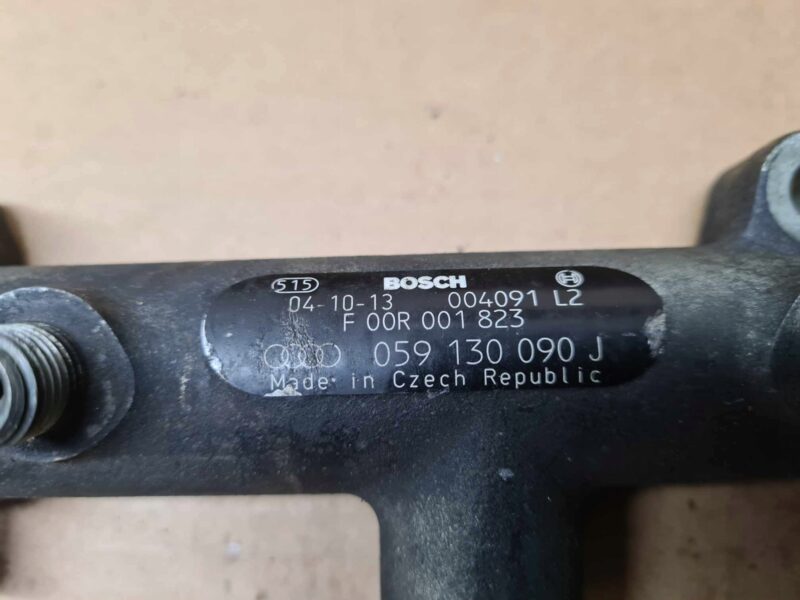 515 BOSCH
04-10-13 004091 L2
F 00R 001 823
059 130 090 J
Made in Czech Republic